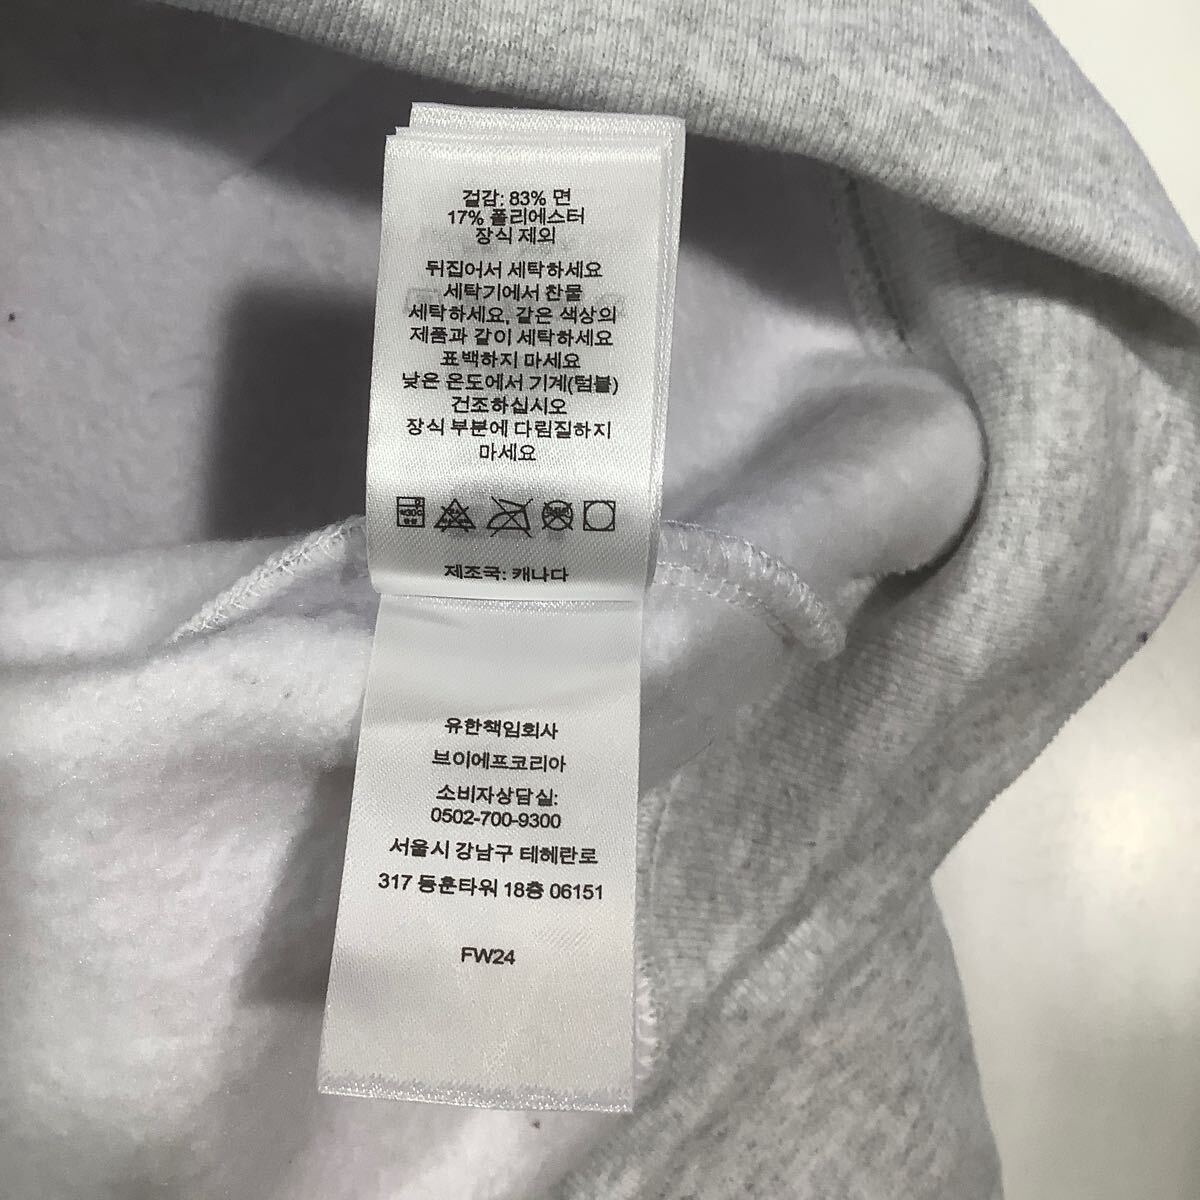 걸감: 83% 면
17% 폴리에스터
장식 제외
뒤집어서 세탁하세요
세탁기에서 찬물
세탁하세요, 같은 색상의
제품과 같이 세탁하세요
표백하지 마세요
낮은 온도에서 기계(텀블)
건조하십시오
장식 부분에 다림질하지
마세요
제조국: 캐나다
유한책임회사
브이에프코리아
소비자상담실:
0502-700-9300
서울시 강남구 테헤란로
317 등훈타워 18층 06151
FW24